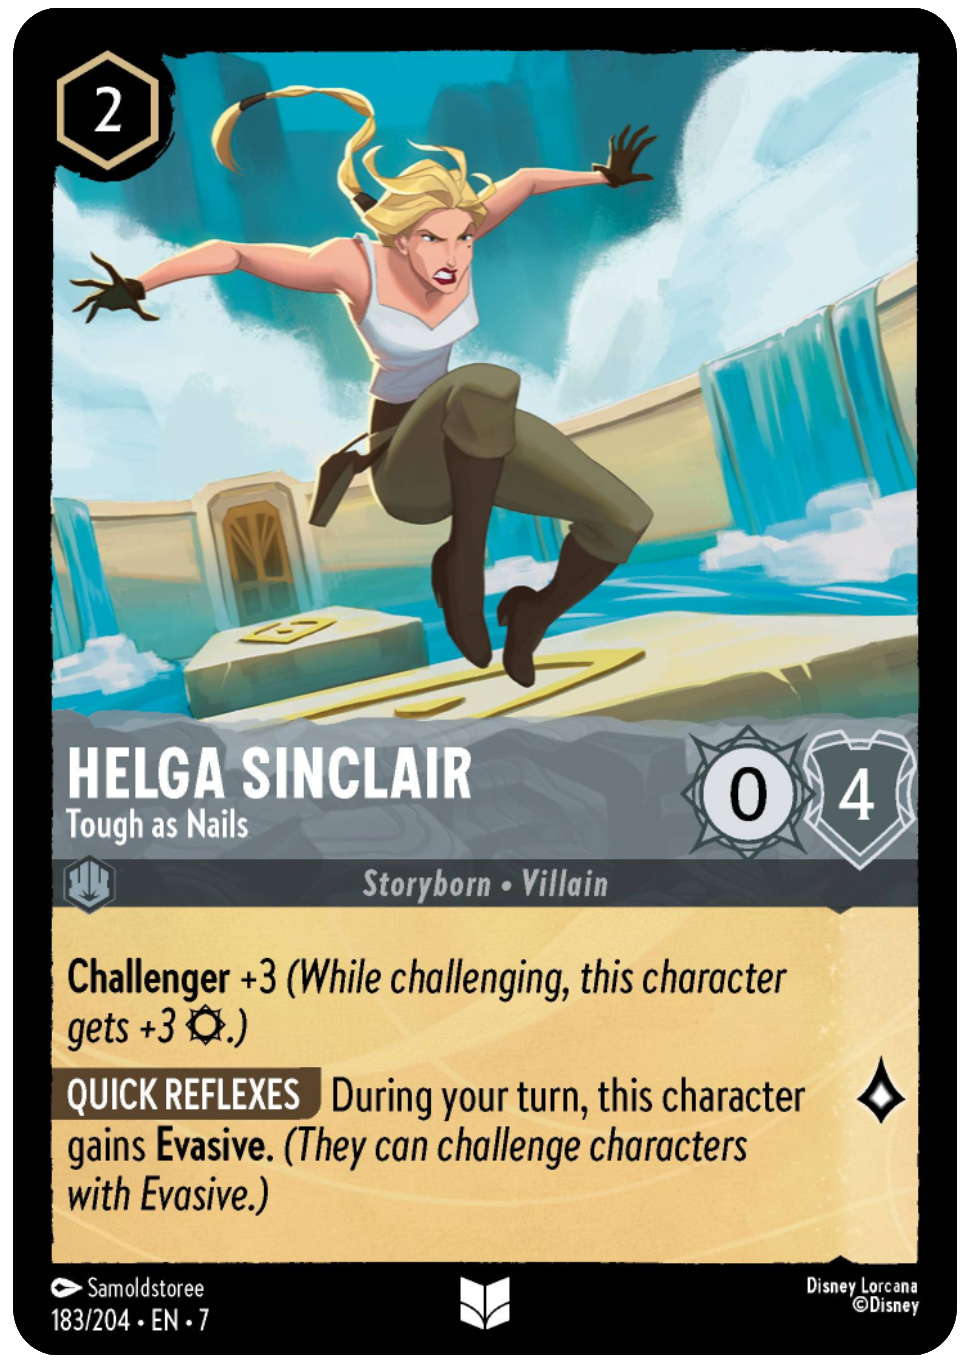 2
HELGA SINCLAIR
Tough as Nails
0
4
Storyborn • Villain
Challenger +3 (While challenging, this character
gets +3 .)
QUICK REFLEXES During your turn, this character
gains Evasive. (They can challenge characters
with Evasive.)
Samoldstoree
183/204 • EN • 7
Disney Lorcana
©Disney